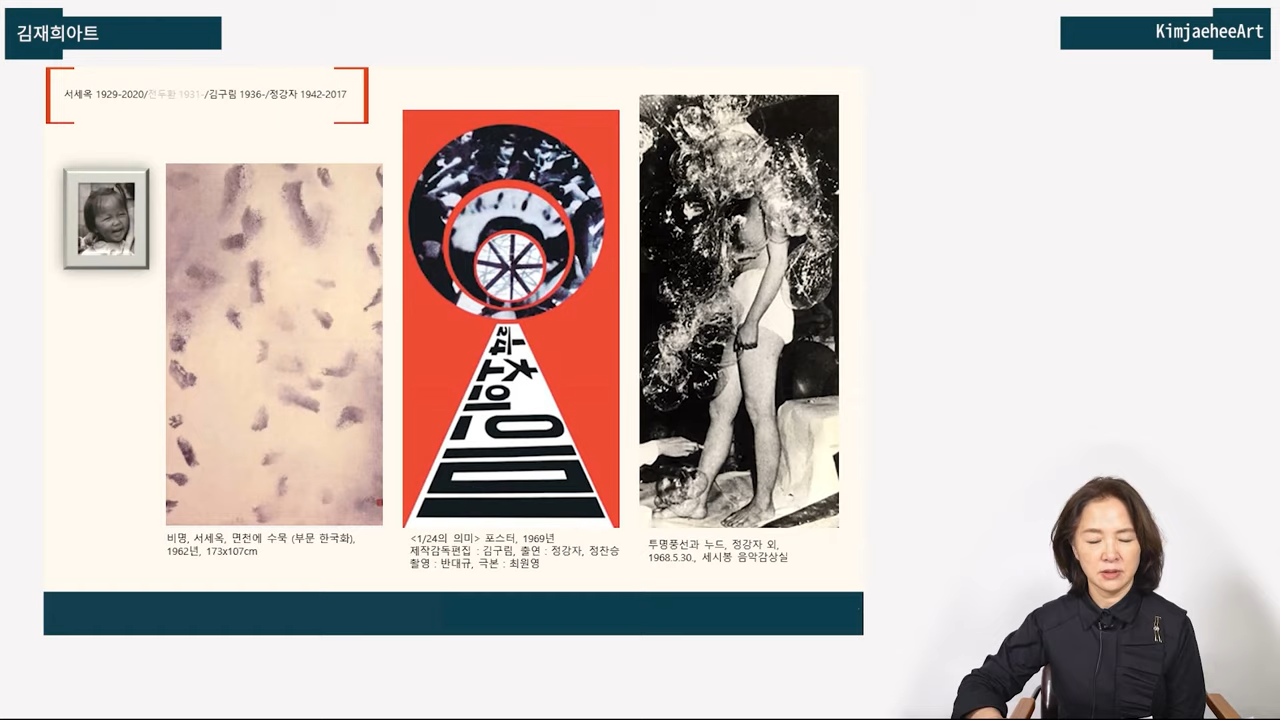 김재희아트
KimjaeheeArt
서세옥 1929-2020/전두환 1931-/김구림 1936-/정강자 1942-2017
1/24초의 의미
비명, 서세옥, 면천에 수묵 (부문 한국화),
1962년, 173x107cm
<1/24의 의미> 포스터, 1969년
제작감독편집 : 김구림, 출연 : 정강자, 정찬승
촬영 : 반대규, 극본 : 최원영
투명풍선과 누드, 정강자 외,
1968.5.30., 세시봉 음악감상실